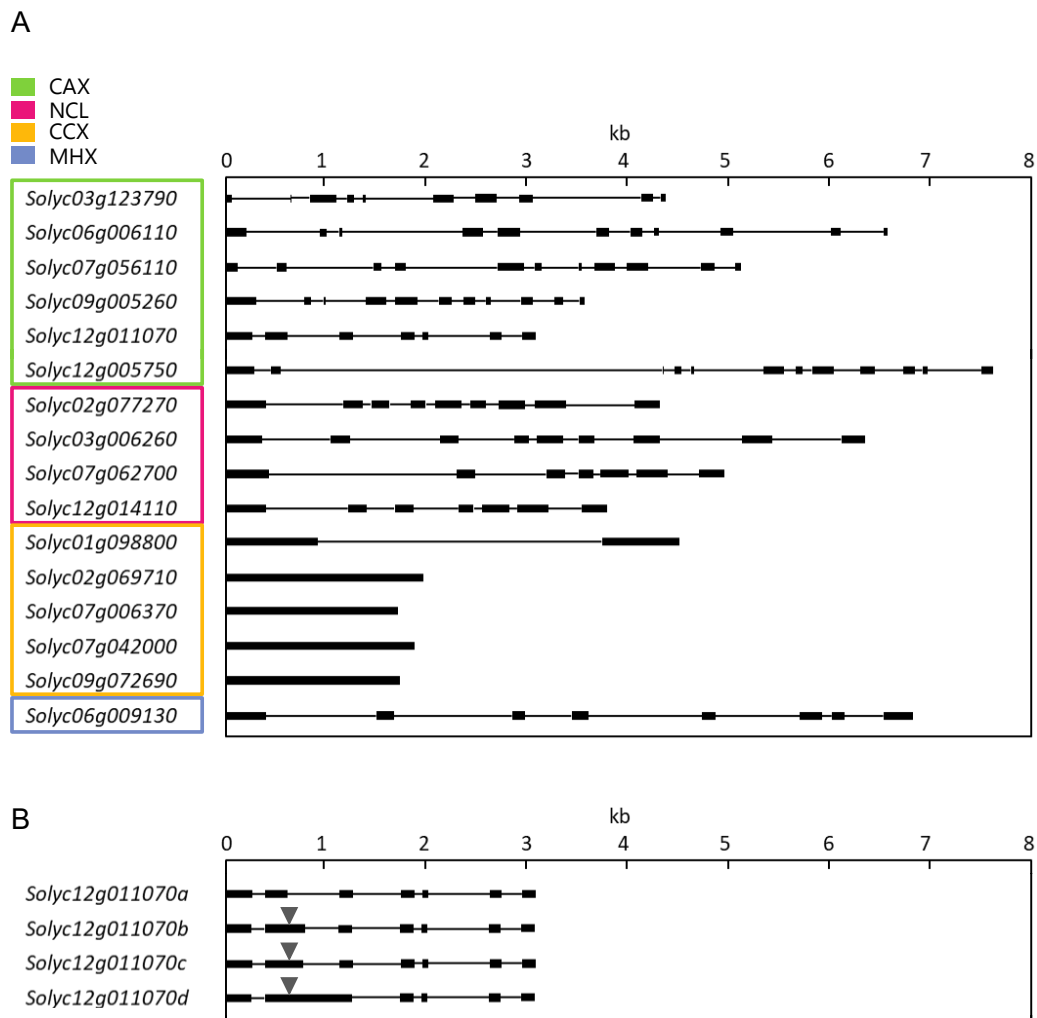 A
CAX
NCL
CCX
MHX
kb
0 1 2 3 4 5 6 7 8
Solyc03g123790
Solyc06g006110
Solyc07g056110
Solyc09g005260
Solyc12g011070
Solyc12g005750
Solyc02g077270
Solyc03g006260
Solyc07g062700
Solyc12g014110
Solyc01g098800
Solyc02g069710
Solyc07g006370
Solyc07g042000
Solyc09g072690
Solyc06g009130
B
kb
0 1 2 3 4 5 6 7 8
Solyc12g011070a
Solyc12g011070b
Solyc12g011070c
Solyc12g011070d